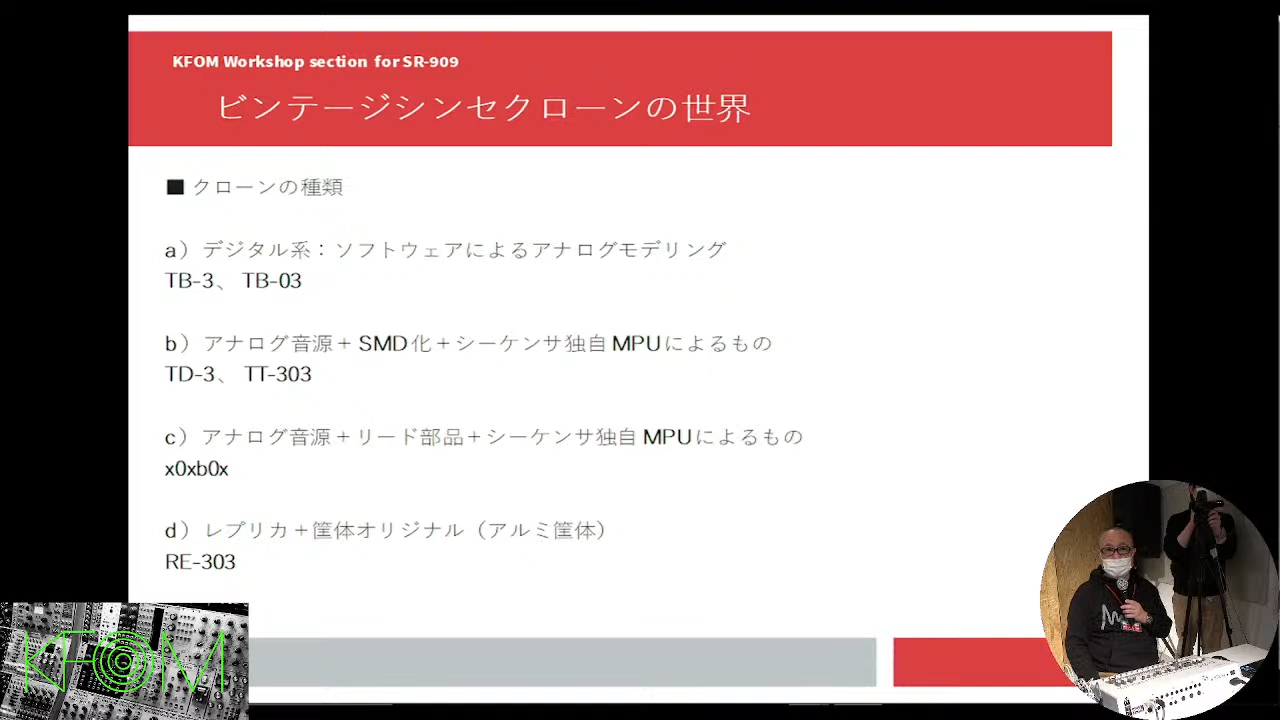 KFOM Workshop section for SR-909
ビンテージシンセクローンの世界
■ クローンの種類
a）デジタル系：ソフトウェアによるアナログモデリング
TB-3、 TB-03
b）アナログ音源＋SMD化＋シーケンサ独自MPUによるもの
TD-3、 TT-303
c）アナログ音源＋リード部品＋シーケンサ独自MPUによるもの
x0xb0x
d）レプリカ＋筐体オリジナル（アルミ筐体）
RE-303
KFOM